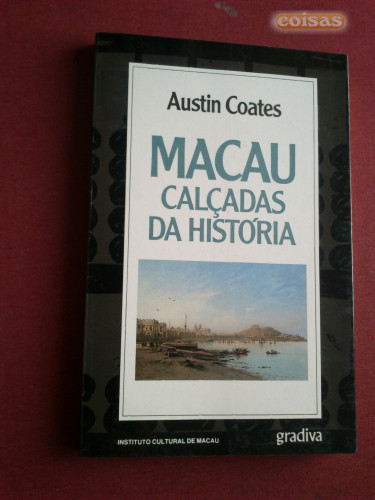 coisas
Austin Coates
MACAU
CALÇADAS
DA HISTÓRIA
INSTITUTO CULTURAL DE MACAU
gradiva